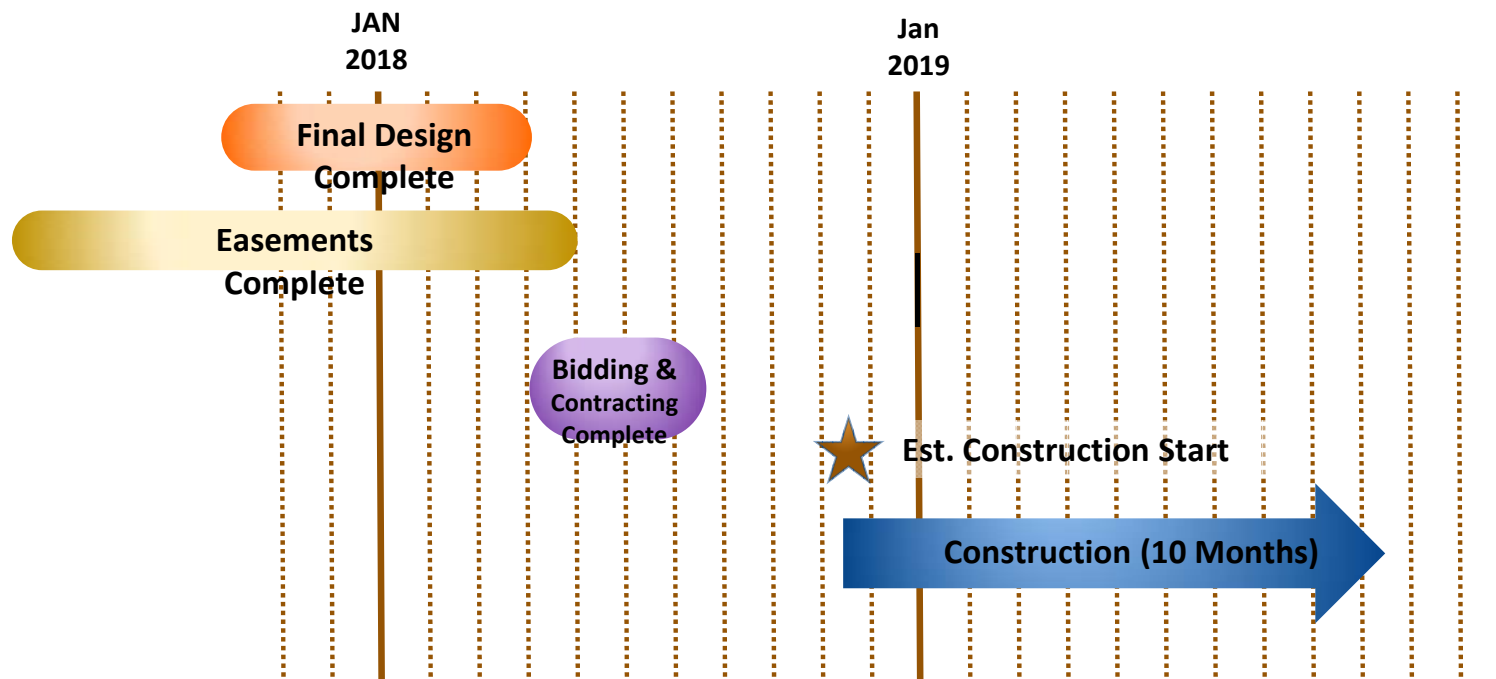 JAN
2018
Jan
2019
Final Design
Complete
Easements
Complete
Bidding &
Contracting
Complete
Est. Construction Start
Construction (10 Months)